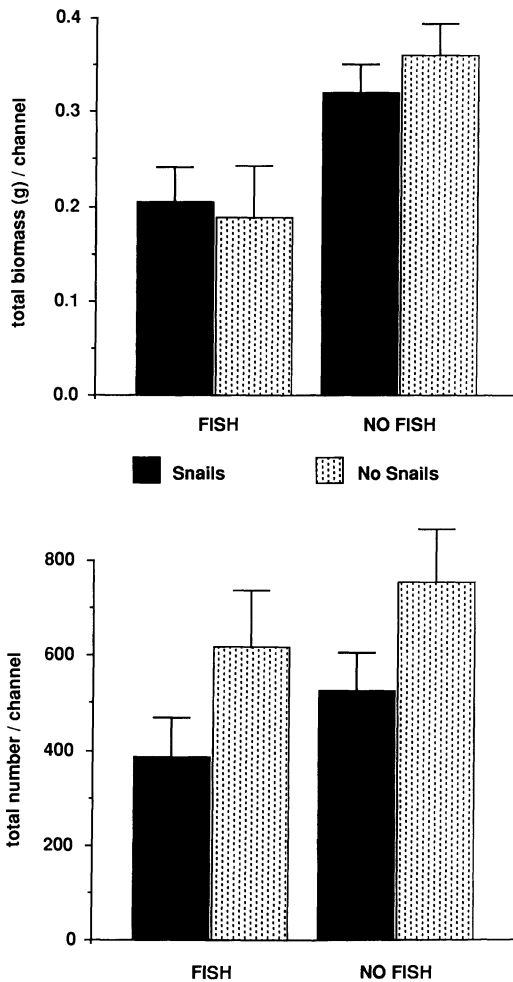 total biomass (g) / channel
0.4
0.3
0.2
0.1
0.0
FISH NO FISH
Snails No Snails
total number / channel
800
600
400
200
0
FISH NO FISH